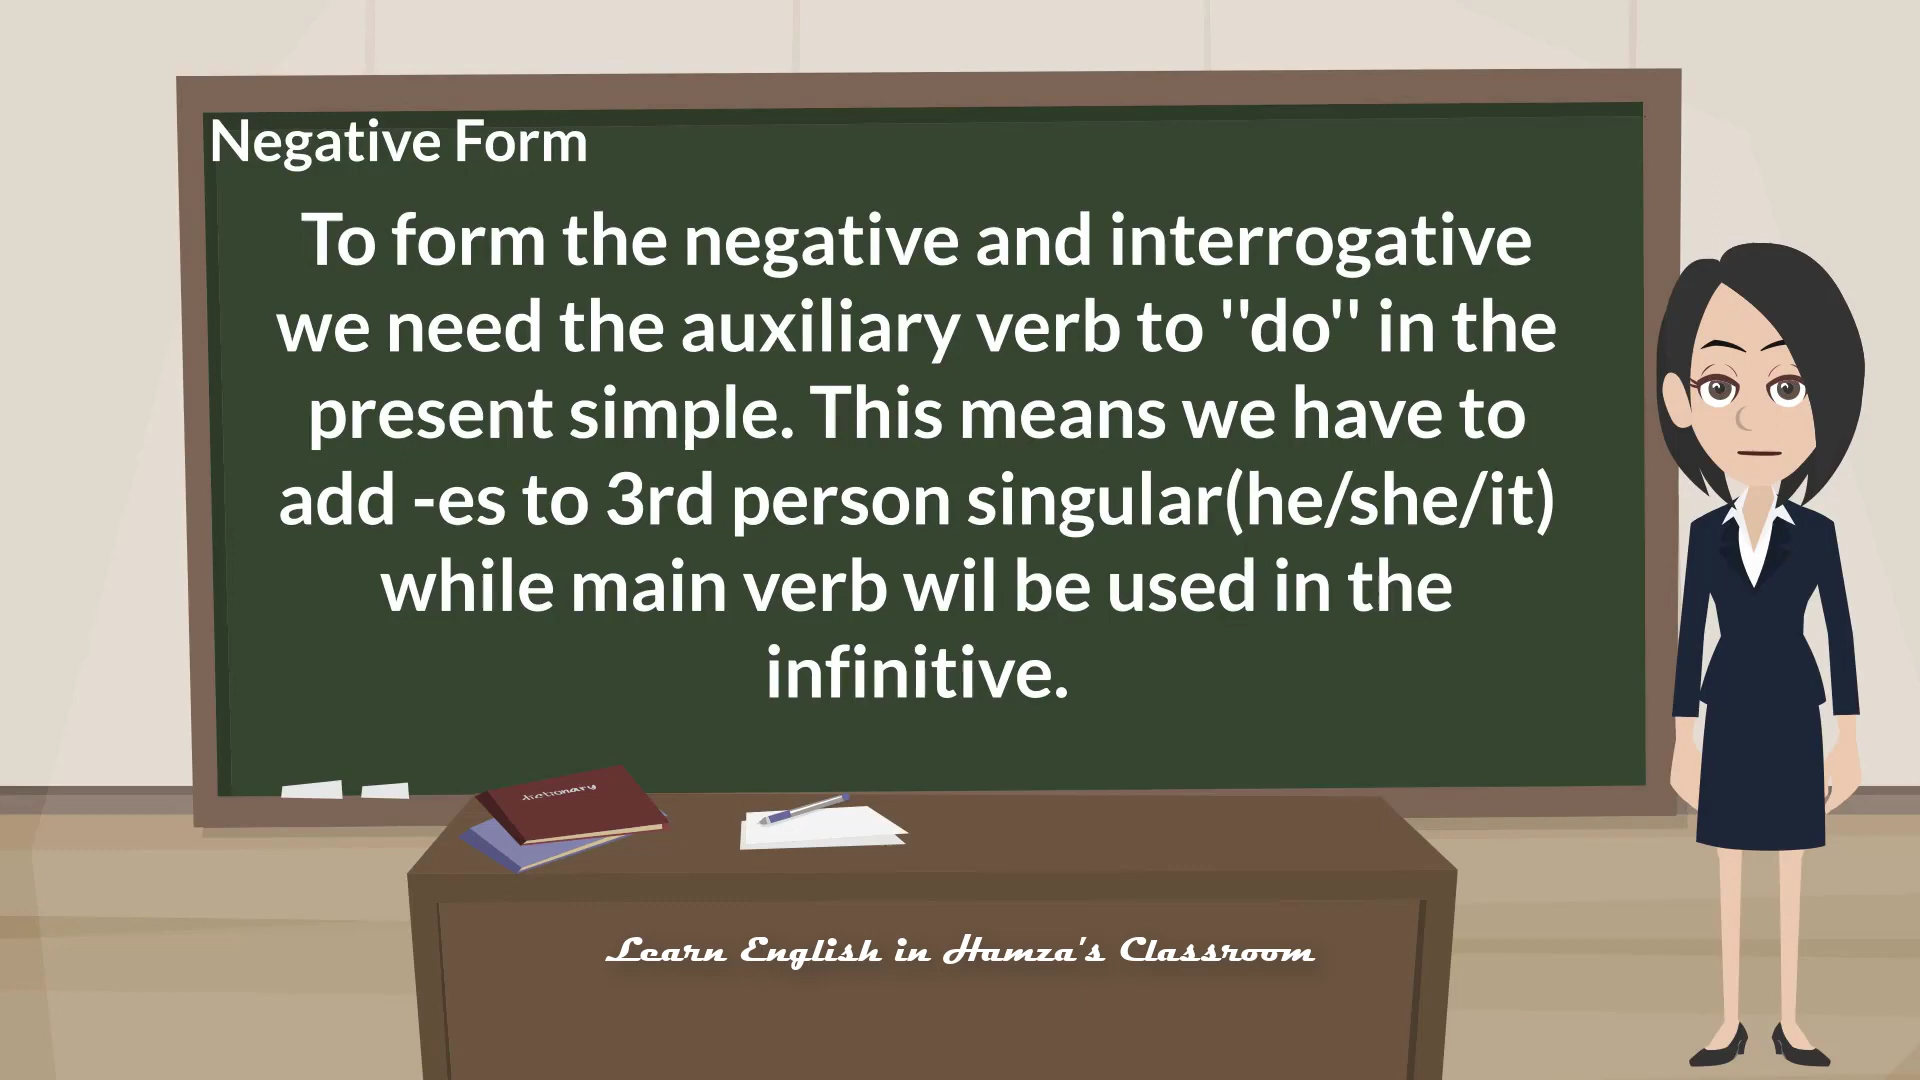 Negative Form
To form the negative and interrogative
we need the auxiliary verb to "do" in the
present simple. This means we have to
add -es to 3rd person singular(he/she/it)
while main verb wil be used in the
infinitive.
dictionary
Learn English in Hamza's Classroom